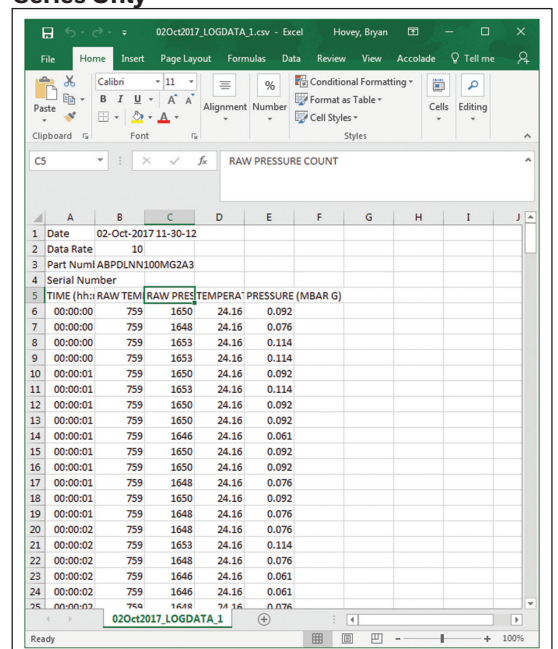 Series Only
02Oct2017_LOGDATA_1.csv - Excel Hovey, Bryan
File Home Insert Page Layout Formulas Data Review View Accolade Tell me
Calibri 11
Paste
B I U A A A
Alignment
% Number
Conditional Formatting
Format as Table
Cell Styles
Cells Editing
Clipboard Font Styles
C5 fx RAW PRESSURE COUNT
A B C D E F G H I J
1 Date 02-Oct-2017 11-30-12
2 Data Rate 10
3 Part Numl ABPDLNN100MG2A3
4 Serial Number
5 TIME (hh:r RAW TEMI RAW PRES TEMPERAT PRESSURE (MBAR G)
6 00:00:00 759 1650 24.16 0.092
7 00:00:00 759 1648 24.16 0.076
8 00:00:00 759 1653 24.16 0.114
9 00:00:00 759 1653 24.16 0.114
10 00:00:01 759 1650 24.16 0.092
11 00:00:01 759 1653 24.16 0.114
12 00:00:01 759 1650 24.16 0.092
13 00:00:01 759 1650 24.16 0.092
14 00:00:01 759 1646 24.16 0.061
15 00:00:01 759 1650 24.16 0.092
16 00:00:01 759 1650 24.16 0.092
17 00:00:01 759 1648 24.16 0.076
18 00:00:01 759 1650 24.16 0.092
19 00:00:01 759 1648 24.16 0.076
20 00:00:02 759 1648 24.16 0.076
21 00:00:02 759 1653 24.16 0.114
22 00:00:02 759 1648 24.16 0.076
23 00:00:02 759 1646 24.16 0.061
24 00:00:02 759 1646 24.16 0.061
25 00:00:02 759 1648 24.16 0.076
02Oct2017_LOGDATA_1
Ready 100%